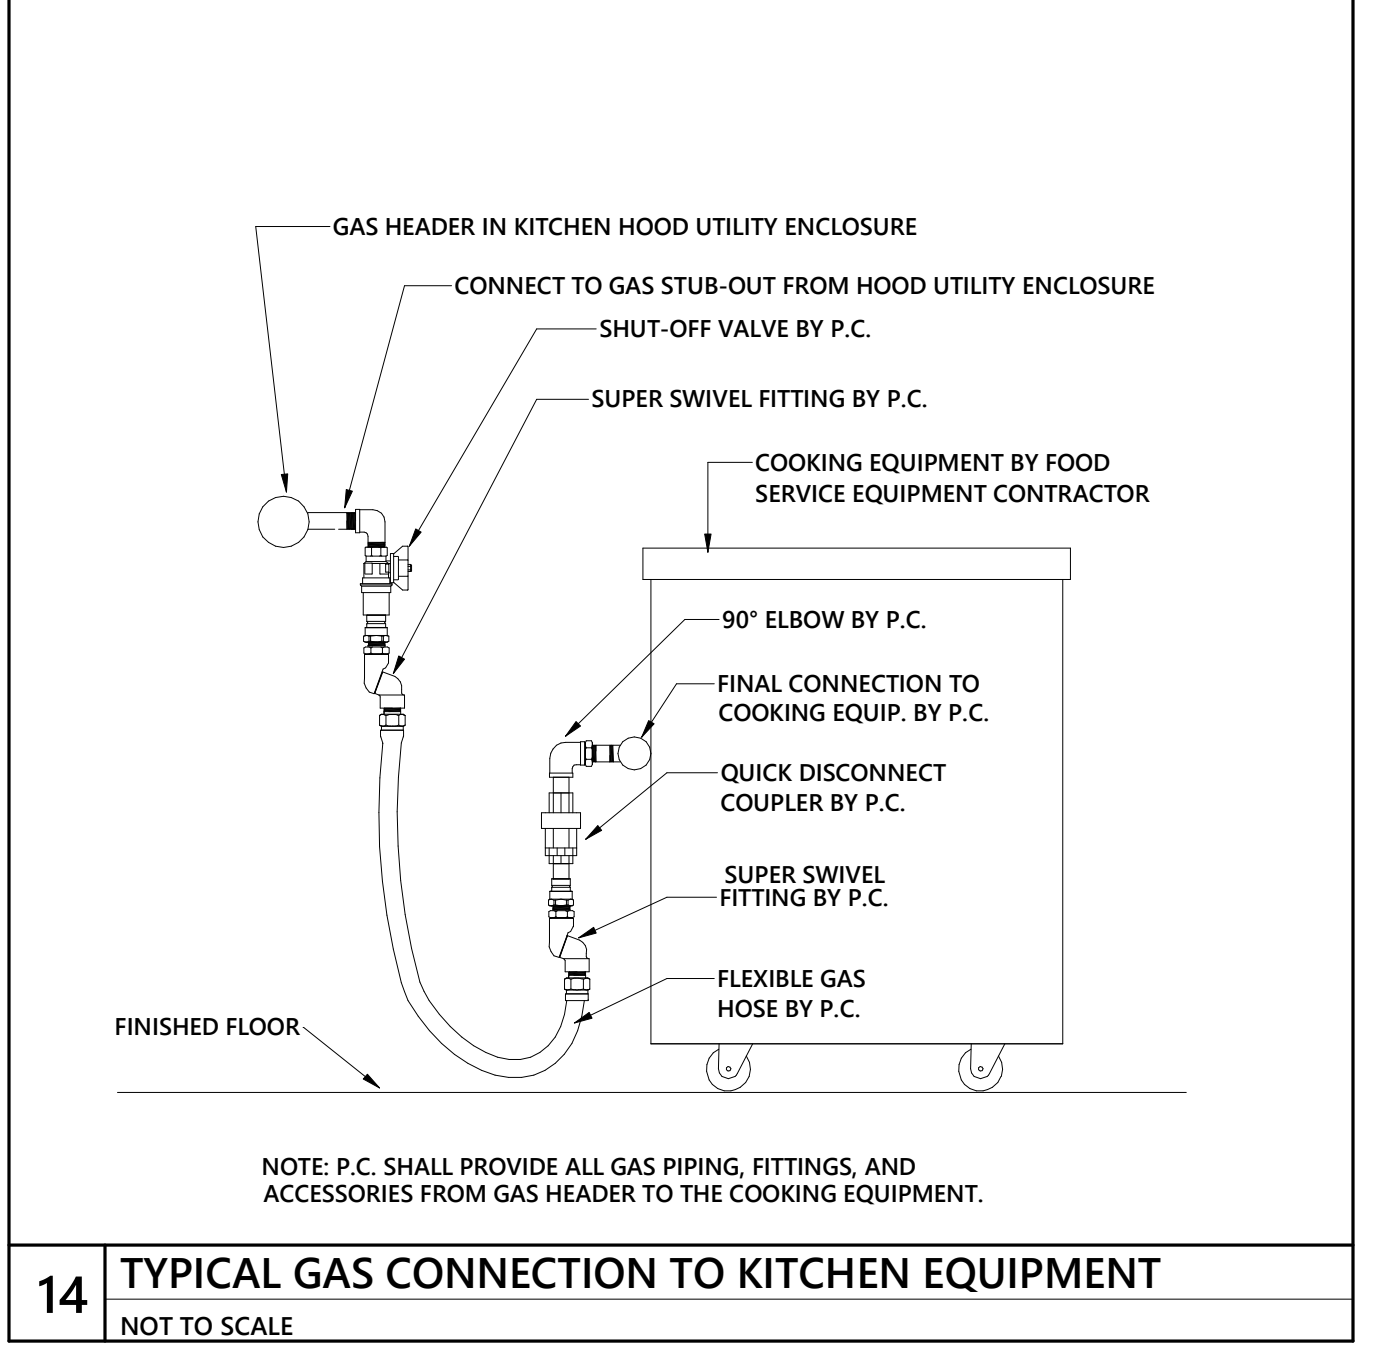 GAS HEADER IN KITCHEN HOOD UTILITY ENCLOSURE
CONNECT TO GAS STUB-OUT FROM HOOD UTILITY ENCLOSURE
SHUT-OFF VALVE BY P.C.
SUPER SWIVEL FITTING BY P.C.
COOKING EQUIPMENT BY FOOD
SERVICE EQUIPMENT CONTRACTOR
90° ELBOW BY P.C.
FINAL CONNECTION TO
COOKING EQUIP. BY P.C.
QUICK DISCONNECT
COUPLER BY P.C.
SUPER SWIVEL
FITTING BY P.C.
FLEXIBLE GAS
HOSE BY P.C.
FINISHED FLOOR
NOTE: P.C. SHALL PROVIDE ALL GAS PIPING, FITTINGS, AND
ACCESSORIES FROM GAS HEADER TO THE COOKING EQUIPMENT.
14
TYPICAL GAS CONNECTION TO KITCHEN EQUIPMENT
NOT TO SCALE